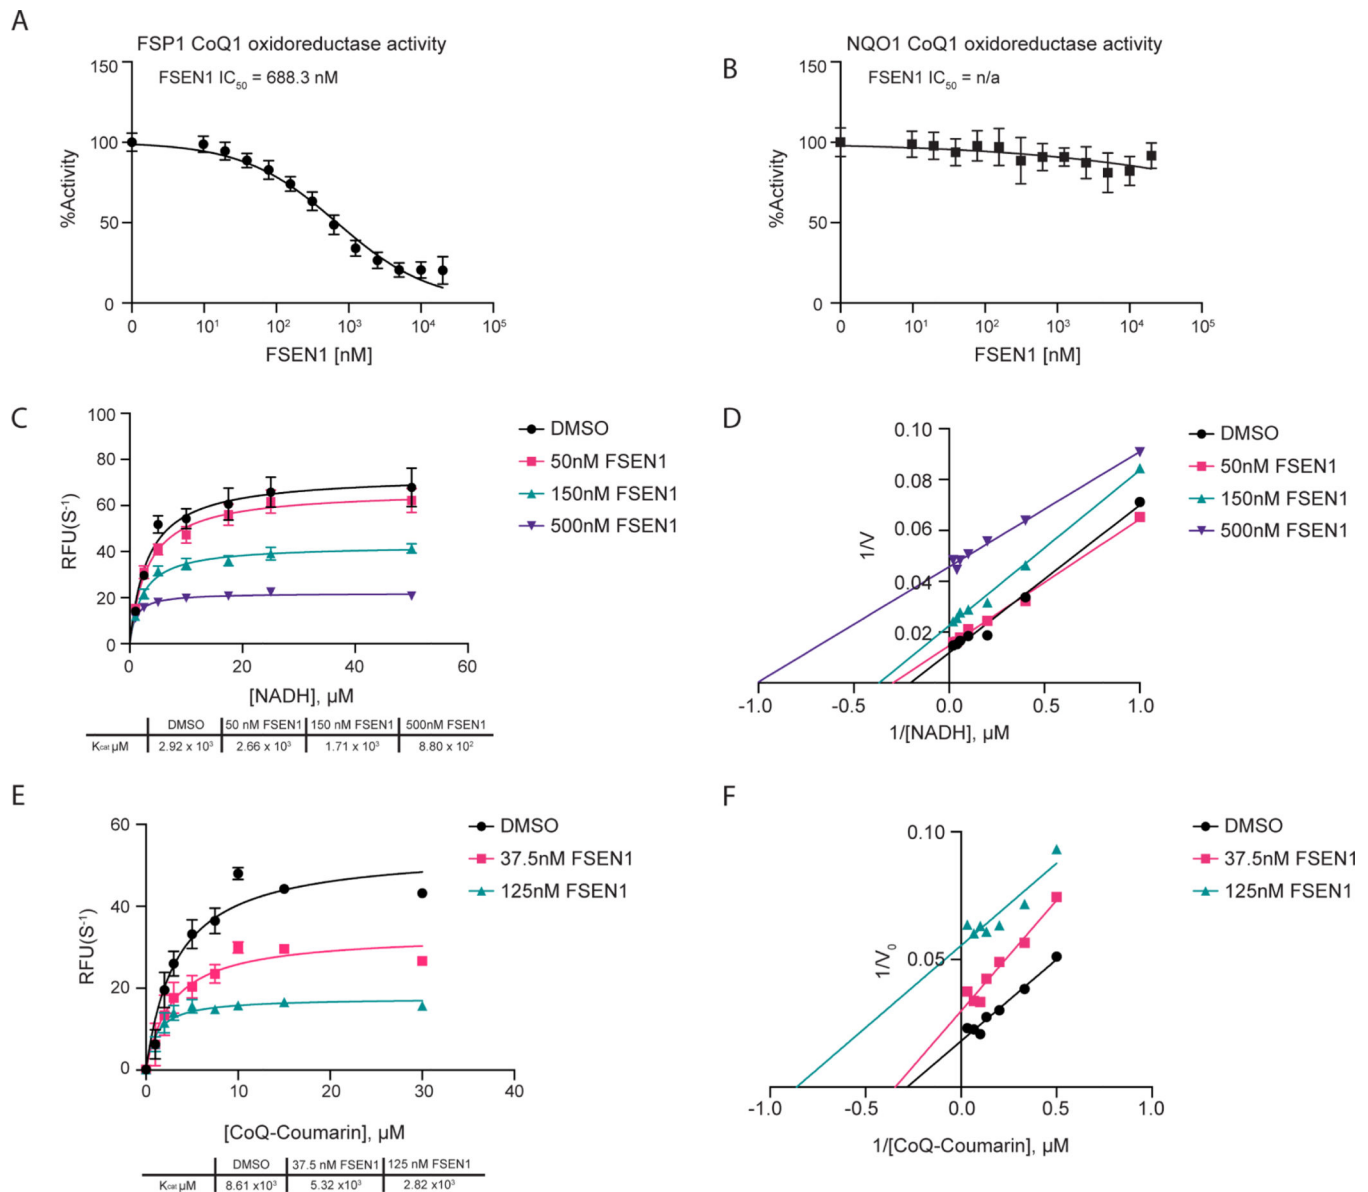 A
FSP1 CoQ1 oxidoreductase activity
FSEN1 IC50 = 688.3 nM
150
100
50
0
%Activity
0 10¹ 10² 10³ 10⁴ 10⁵
FSEN1 [nM]
B
NQO1 CoQ1 oxidoreductase activity
FSEN1 IC50 = n/a
150
100
50
0
%Activity
0 10¹ 10² 10³ 10⁴ 10⁵
FSEN1 [nM]
C
100
80
60
40
20
0
RFU(S⁻¹)
0 20 40 60
[NADH], µM
DMSO
50nM FSEN1
150nM FSEN1
500nM FSEN1
DMSO 50 nM FSEN1 150 nM FSEN1 500nM FSEN1
Kcat µM 2.92 x 10³ 2.66 x 10³ 1.71 x 10³ 8.80 x 10²
D
0.10
0.08
0.06
0.04
0.02
1/V
-1.0 -0.5 0.0 0.5 1.0
1/[NADH], µM
DMSO
50nM FSEN1
150nM FSEN1
500nM FSEN1
E
60
40
20
0
RFU(S⁻¹)
0 10 20 30 40
[CoQ-Coumarin], µM
DMSO
37.5nM FSEN1
125nM FSEN1
DMSO 37.5 nM FSEN1 125 nM FSEN1
Kcat µM 8.61 x10³ 5.32 x10³ 2.82 x10³
F
0.10
0.05
1/V₀
-1.0 -0.5 0.0 0.5 1.0
1/[CoQ-Coumarin], µM
DMSO
37.5nM FSEN1
125nM FSEN1